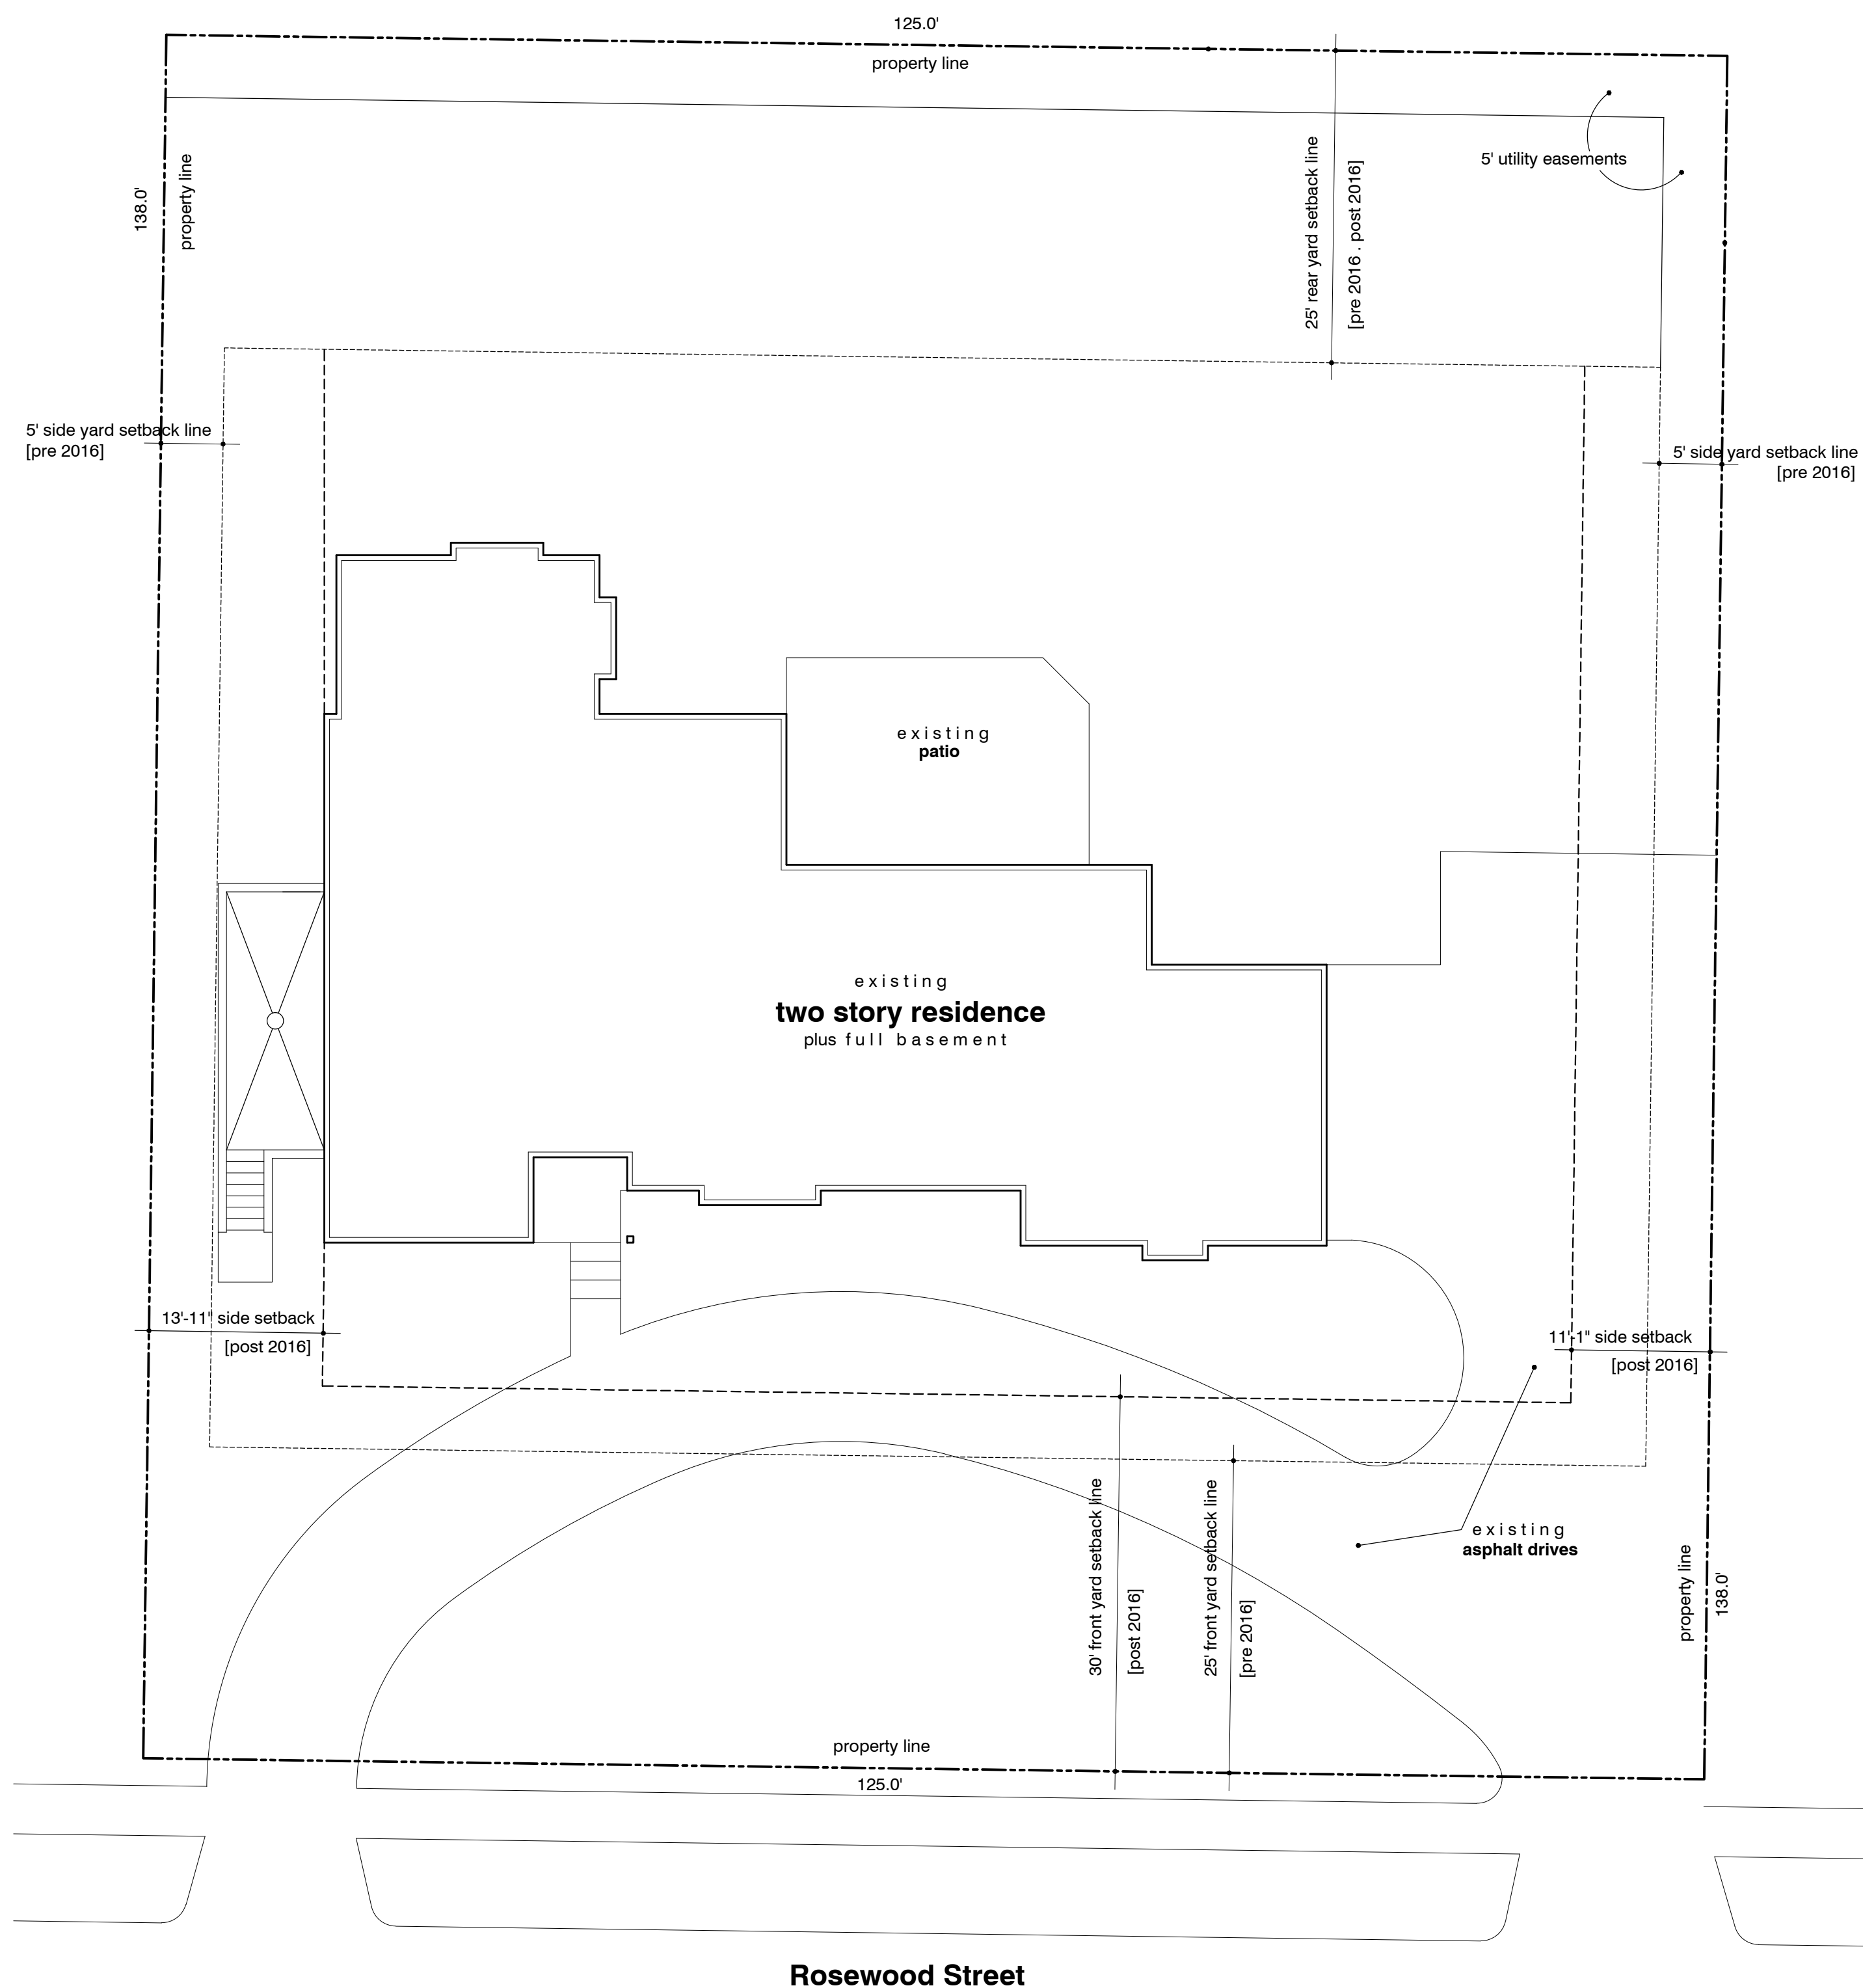 125.0'
property line
5' utility easements
25' rear yard setback line
[pre 2016 . post 2016]
138.0'
property line
5' side yard setback line
[pre 2016]
5' side yard setback line
[pre 2016]
existing
patio
existing
two story residence
plus full basement
13'-11" side setback
[post 2016]
11'-1" side setback
[post 2016]
30' front yard setback line
[post 2016]
25' front yard setback line
[pre 2016]
existing
asphalt drives
property line
138.0'
property line
125.0'
Rosewood Street